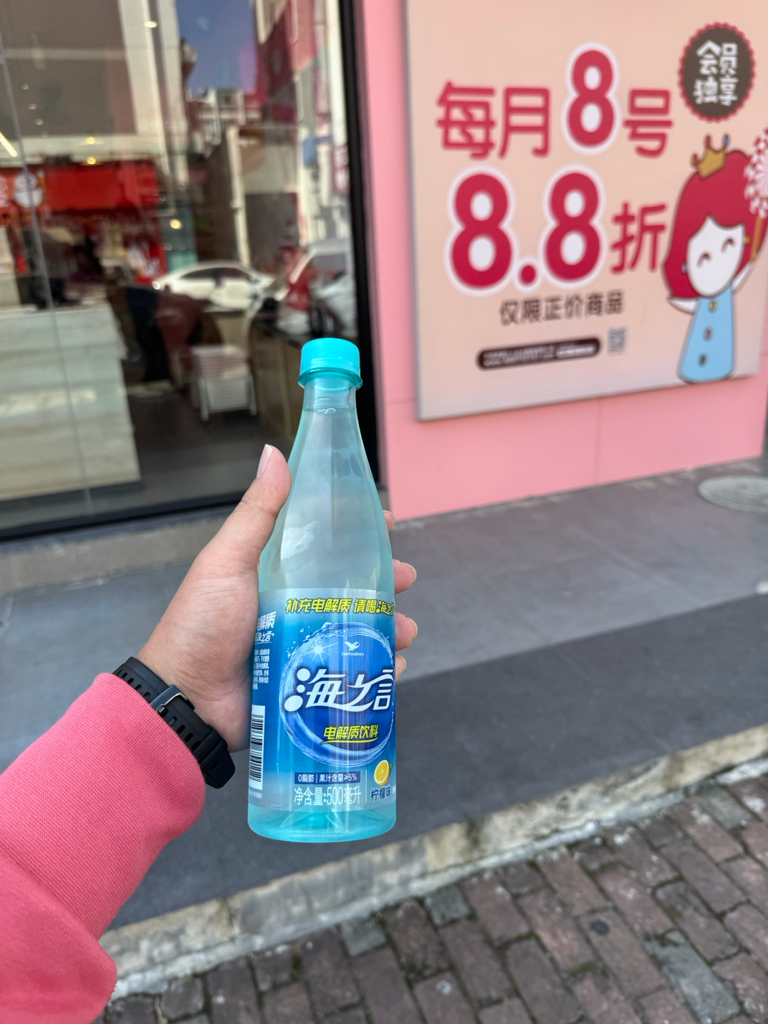 会员
独享
每月8号
8.8折
仅限正价商品
补充电解质 请喝海之言
海之言
电解质饮料
0脂肪 果汁含量≥5%
净含量:500毫升
柠檬味